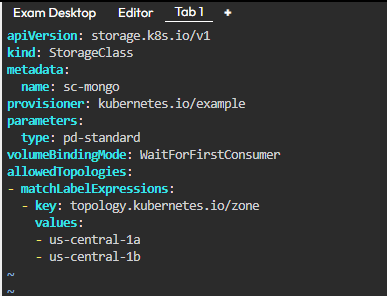 Exam Desktop Editor Tab 1 +
apiVersion: storage.k8s.io/v1
kind: StorageClass
metadata:
  name: sc-mongo
provisioner: kubernetes.io/example
parameters:
  type: pd-standard
volumeBindingMode: WaitForFirstConsumer
allowedTopologies:
- matchLabelExpressions:
  - key: topology.kubernetes.io/zone
    values:
    - us-central-1a
    - us-central-1b
~
~